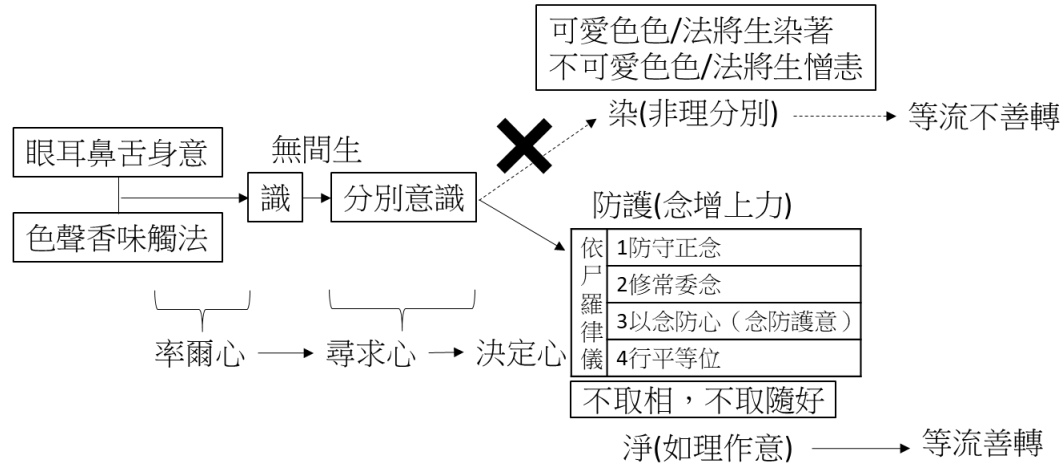 可愛色色/法將生染著
不可愛色色/法將生憎恚
染(非理分別)
等流不善轉
眼耳鼻舌身意
無間生
識
分別意識
色聲香味觸法
防護(念增上力)
依尸羅律儀
1防守正念
2修常委念
3以念防心（念防護意）
4行平等位
率爾心
尋求心
決定心
不取相，不取隨好
淨(如理作意)
等流善轉